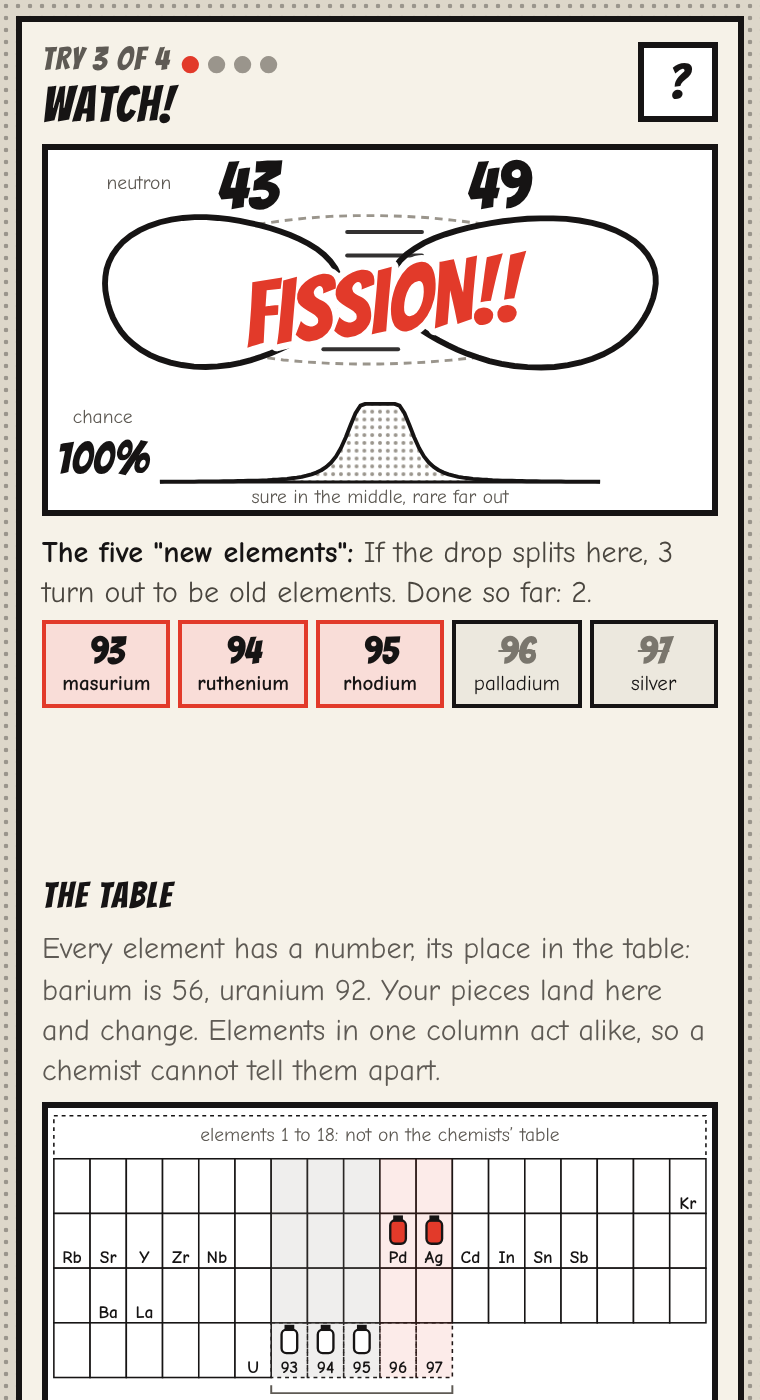 TRY 3 OF 4
WATCH!
?
neutron
43
49
FISSION!!
chance
100%
sure in the middle, rare far out
The five "new elements": If the drop splits here, 3
turn out to be old elements. Done so far: 2.
93
masurium
94
ruthenium
95
rhodium
96
palladium
97
silver
THE TABLE
Every element has a number, its place in the table:
barium is 56, uranium 92. Your pieces land here
and change. Elements in one column act alike, so a
chemist cannot tell them apart.
elements 1 to 18: not on the chemists' table
Kr
Rb Sr Y Zr Nb Pd Ag Cd In Sn Sb
Ba La
U 93 94 95 96 97